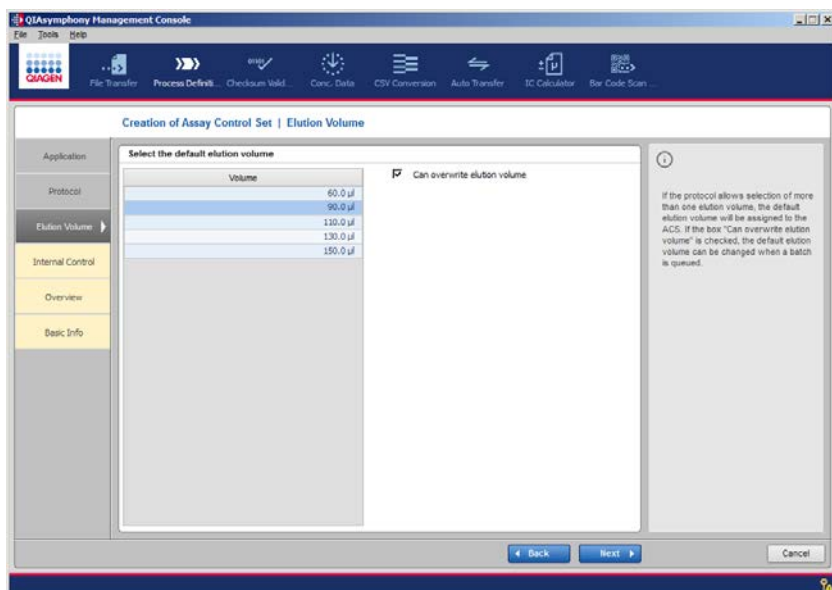 QIAsymphony Management Console
File Tools Help
QIAGEN
File Transfer
Process Definiti...
Checksum Valid...
Conc. Data
CSV Conversion
Auto Transfer
IC Calculator
Bar Code Scan ...
Creation of Assay Control Set | Elution Volume
Application
Protocol
Elution Volume
Internal Control
Overview
Basic Info
Select the default elution volume
Volume
60.0 µl
90.0 µl
110.0 µl
130.0 µl
150.0 µl
Can overwrite elution volume
If the protocol allows selection of more
than one elution volume, the default
elution volume will be assigned to the
ACS. If the box "Can overwrite elution
volume" is checked, the default elution
volume can be changed when a batch
is queued.
Back
Next
Cancel